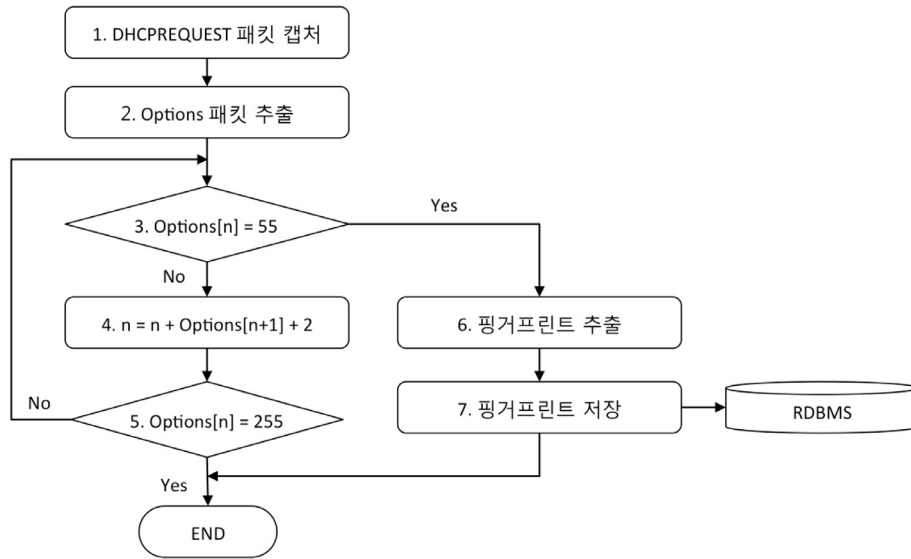 1. DHCPREQUEST 패킷 캡처
2. Options 패킷 추출
3. Options[n] = 55
Yes
No
4. n = n + Options[n+1] + 2
6. 핑거프린트 추출
5. Options[n] = 255
No
7. 핑거프린트 저장
RDBMS
Yes
END